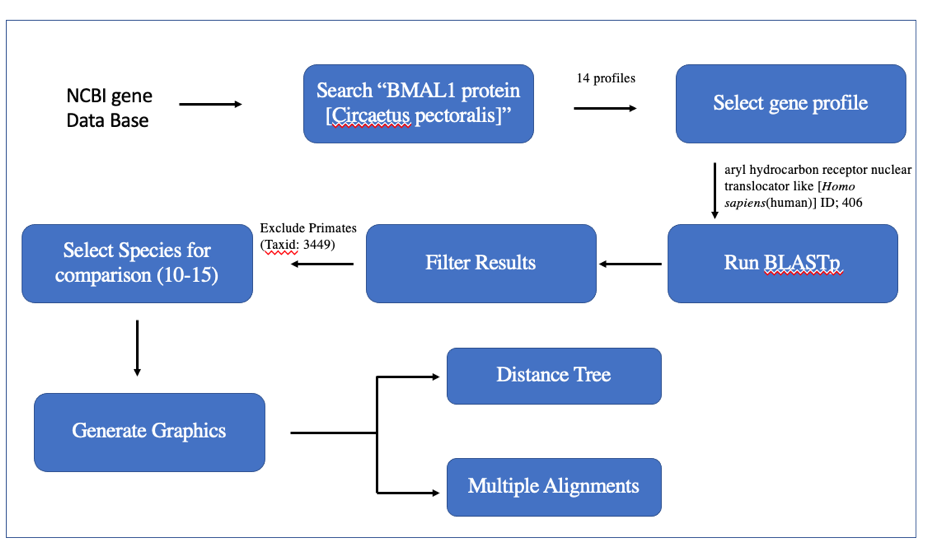 NCBI gene
Data Base
Search “BMAL1 protein
[Circaetus pectoralis]”
14 profiles
Select gene profile
aryl hydrocarbon receptor nuclear
translocator like [Homo
sapiens(human)] ID; 406
Run BLASTp
Filter Results
Exclude Primates
(Taxid: 3449)
Select Species for
comparison (10-15)
Generate Graphics
Distance Tree
Multiple Alignments